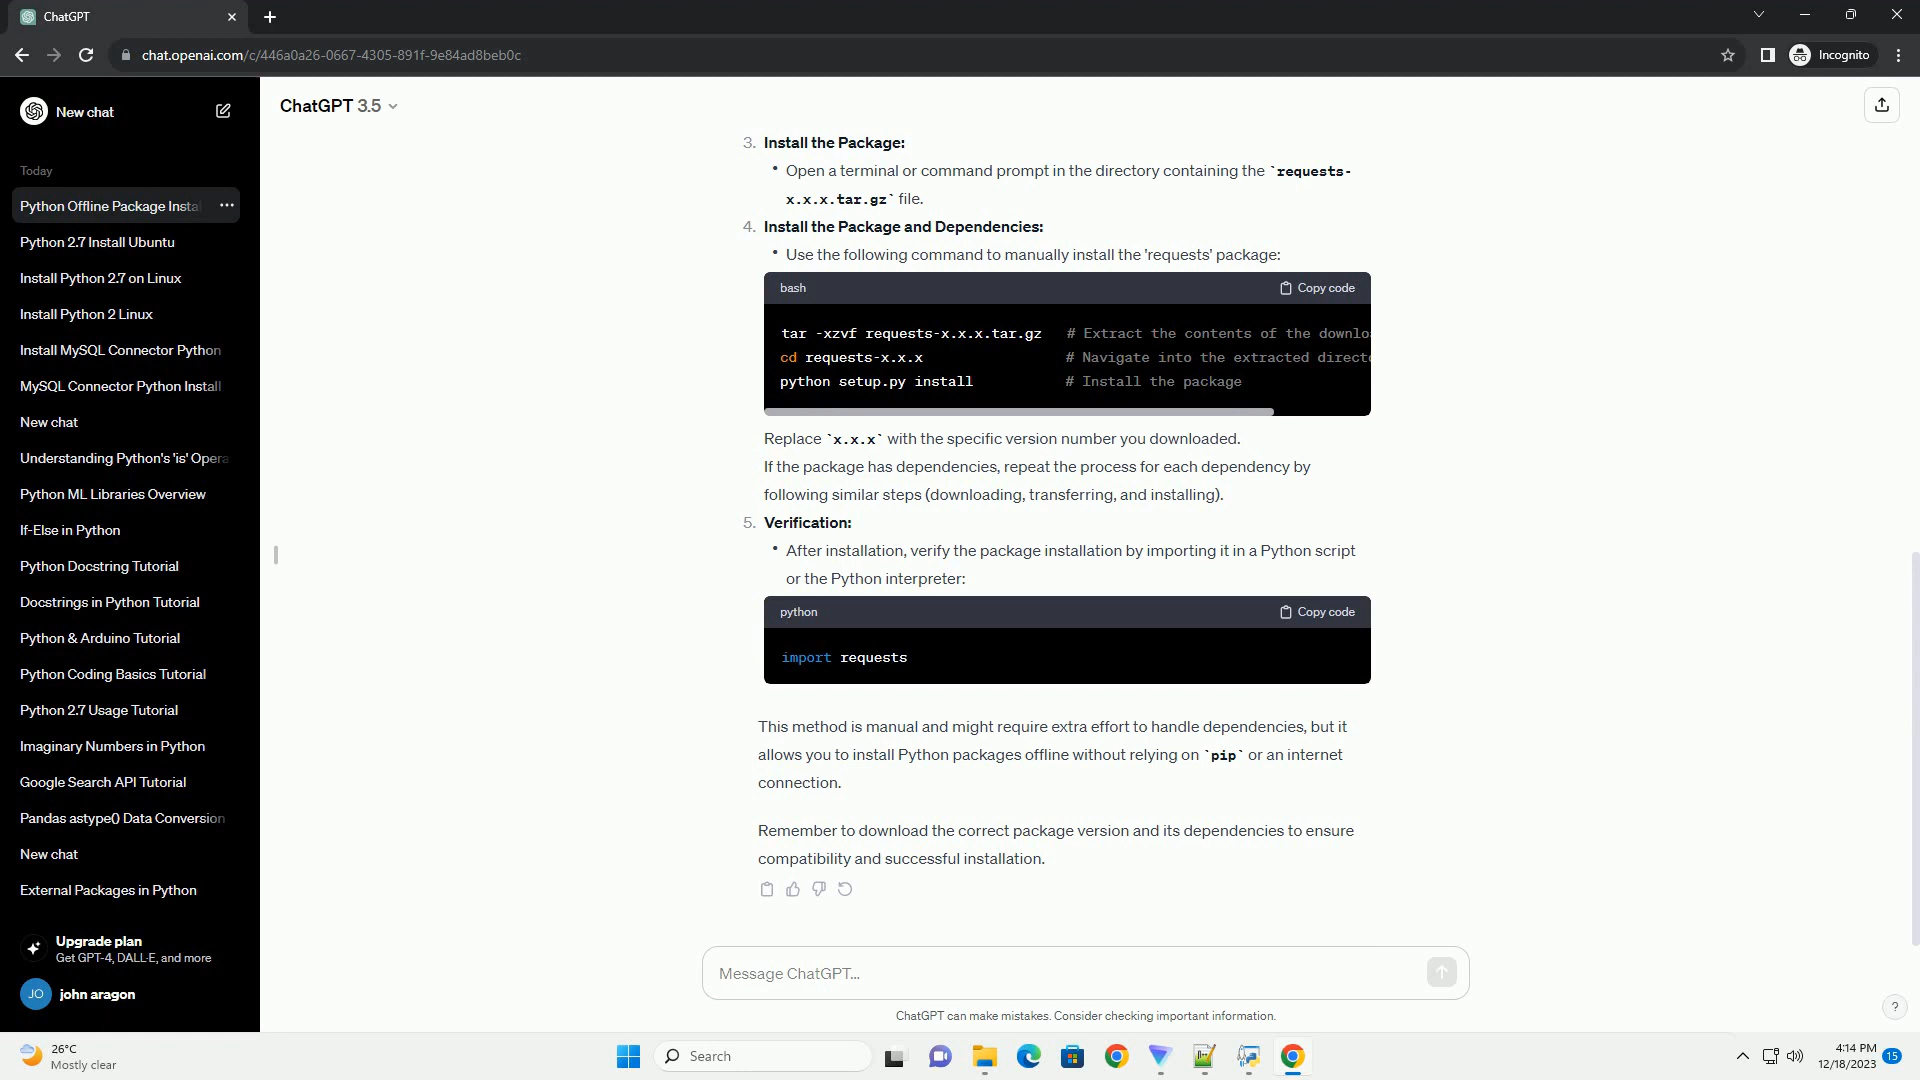 ChatGPT
chat.openai.com/c/446a0a26-0667-4305-891f-9e84ad8beb0c
Incognito
New chat
Today
Python Offline Package Insta
Python 2.7 Install Ubuntu
Install Python 2.7 on Linux
Install Python 2 Linux
Install MySQL Connector Python
MySQL Connector Python Install
New chat
Understanding Python's 'is' Opera
Python ML Libraries Overview
If-Else in Python
Python Docstring Tutorial
Docstrings in Python Tutorial
Python & Arduino Tutorial
Python Coding Basics Tutorial
Python 2.7 Usage Tutorial
Imaginary Numbers in Python
Google Search API Tutorial
Pandas astype() Data Conversion
New chat
External Packages in Python
Upgrade plan
Get GPT-4, DALL·E, and more
JO john aragon
ChatGPT 3.5
3. Install the Package:
• Open a terminal or command prompt in the directory containing the `requests-
x.x.x.tar.gz` file.
4. Install the Package and Dependencies:
• Use the following command to manually install the 'requests' package:
bash Copy code
tar -xzvf requests-x.x.x.tar.gz # Extract the contents of the downlo
cd requests-x.x.x # Navigate into the extracted direct
python setup.py install # Install the package
Replace `x.x.x` with the specific version number you downloaded.
If the package has dependencies, repeat the process for each dependency by
following similar steps (downloading, transferring, and installing).
5. Verification:
• After installation, verify the package installation by importing it in a Python script
or the Python interpreter:
python Copy code
import requests
This method is manual and might require extra effort to handle dependencies, but it
allows you to install Python packages offline without relying on `pip` or an internet
connection.
Remember to download the correct package version and its dependencies to ensure
compatibility and successful installation.
Message ChatGPT...
ChatGPT can make mistakes. Consider checking important information.
?
26°C
Mostly clear
Search
4:14 PM
12/18/2023
15